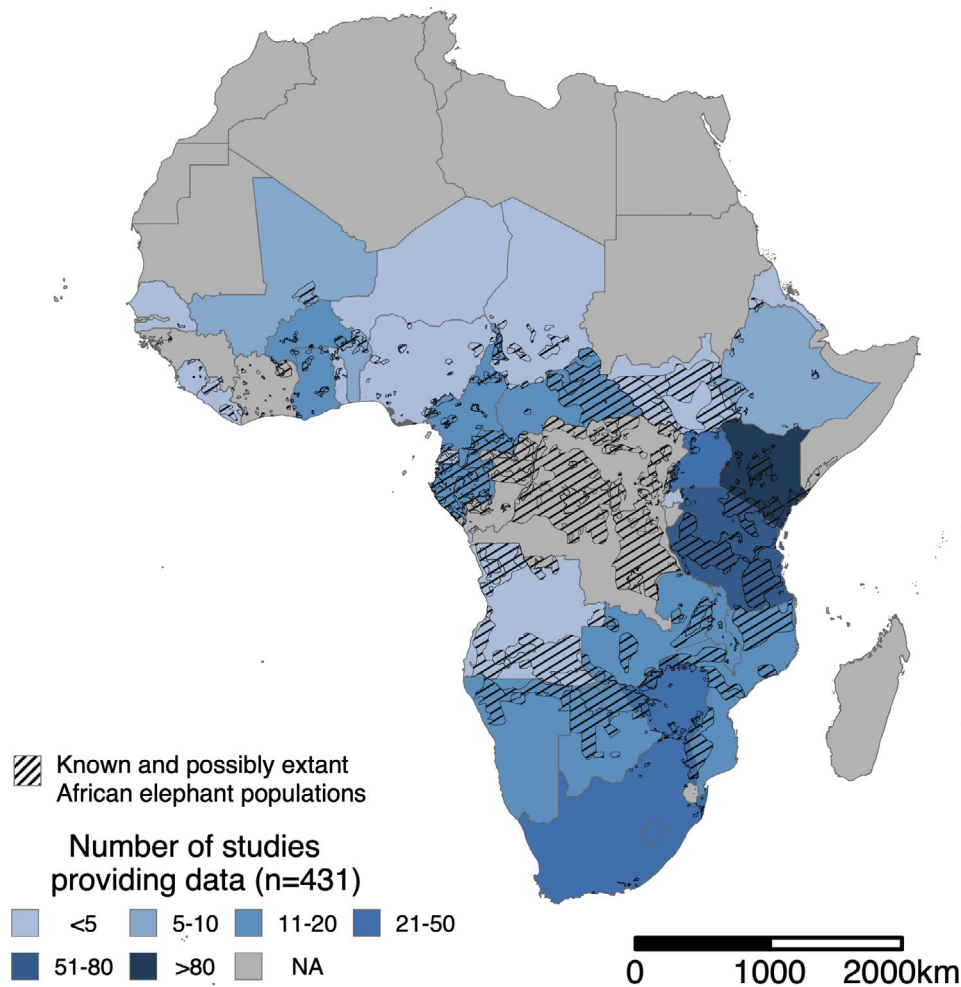 Known and possibly extant
African elephant populations
Number of studies
providing data (n=431)
<5 5-10 11-20 21-50
51-80 >80 NA
0 1000 2000km